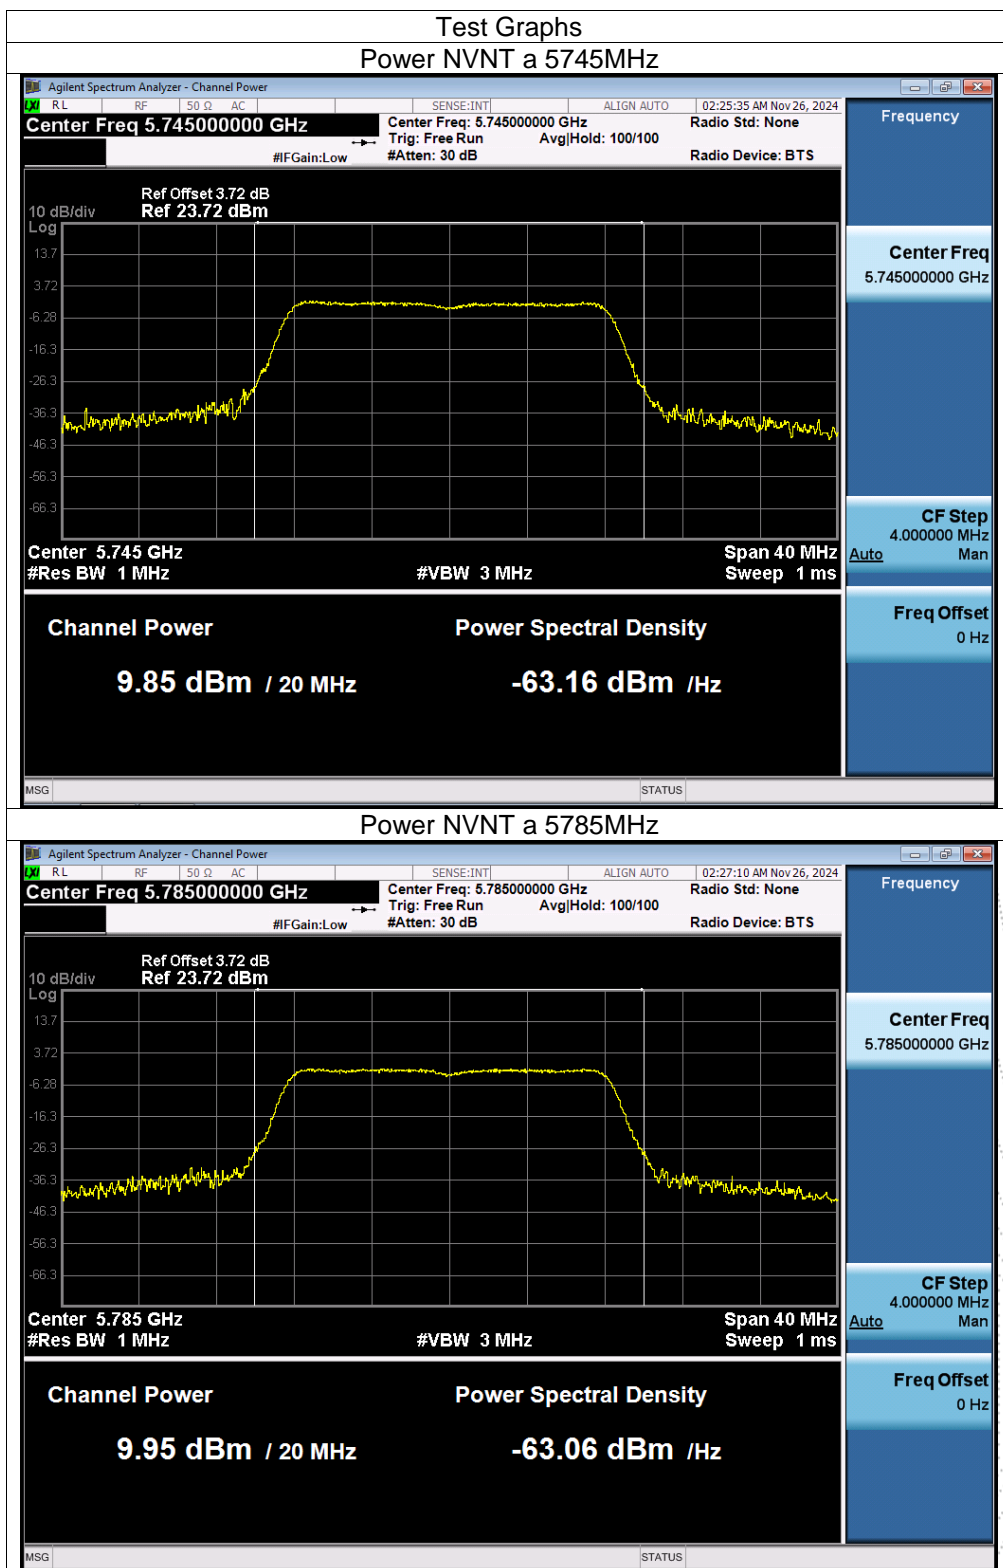 Test Graphs
Power NVNT a 5745MHz
Agilent Spectrum Analyzer - Channel Power
LXI RL RF 50 Ω AC SENSE:INT ALIGN AUTO 02:25:35 AM Nov 26, 2024
Center Freq 5.745000000 GHz Center Freq: 5.745000000 GHz Radio Std: None Frequency
Trig: Free Run Avg|Hold: 100/100
#IFGain:Low #Atten: 30 dB Radio Device: BTS
Ref Offset 3.72 dB
10 dB/div Ref 23.72 dBm
Log
13.7
3.72
-6.28
-16.3
-26.3
-36.3
-46.3
-56.3
-66.3
Center Freq
5.745000000 GHz
CF Step
4.000000 MHz
Auto Man
Center 5.745 GHz Span 40 MHz
#Res BW 1 MHz #VBW 3 MHz Sweep 1 ms
Freq Offset
0 Hz
Channel Power Power Spectral Density
9.85 dBm / 20 MHz -63.16 dBm /Hz
MSG STATUS
Power NVNT a 5785MHz
Agilent Spectrum Analyzer - Channel Power
LXI RL RF 50 Ω AC SENSE:INT ALIGN AUTO 02:27:10 AM Nov 26, 2024
Center Freq 5.785000000 GHz Center Freq: 5.785000000 GHz Radio Std: None Frequency
Trig: Free Run Avg|Hold: 100/100
#IFGain:Low #Atten: 30 dB Radio Device: BTS
Ref Offset 3.72 dB
10 dB/div Ref 23.72 dBm
Log
13.7
3.72
-6.28
-16.3
-26.3
-36.3
-46.3
-56.3
-66.3
Center Freq
5.785000000 GHz
CF Step
4.000000 MHz
Auto Man
Center 5.785 GHz Span 40 MHz
#Res BW 1 MHz #VBW 3 MHz Sweep 1 ms
Freq Offset
0 Hz
Channel Power Power Spectral Density
9.95 dBm / 20 MHz -63.06 dBm /Hz
MSG STATUS